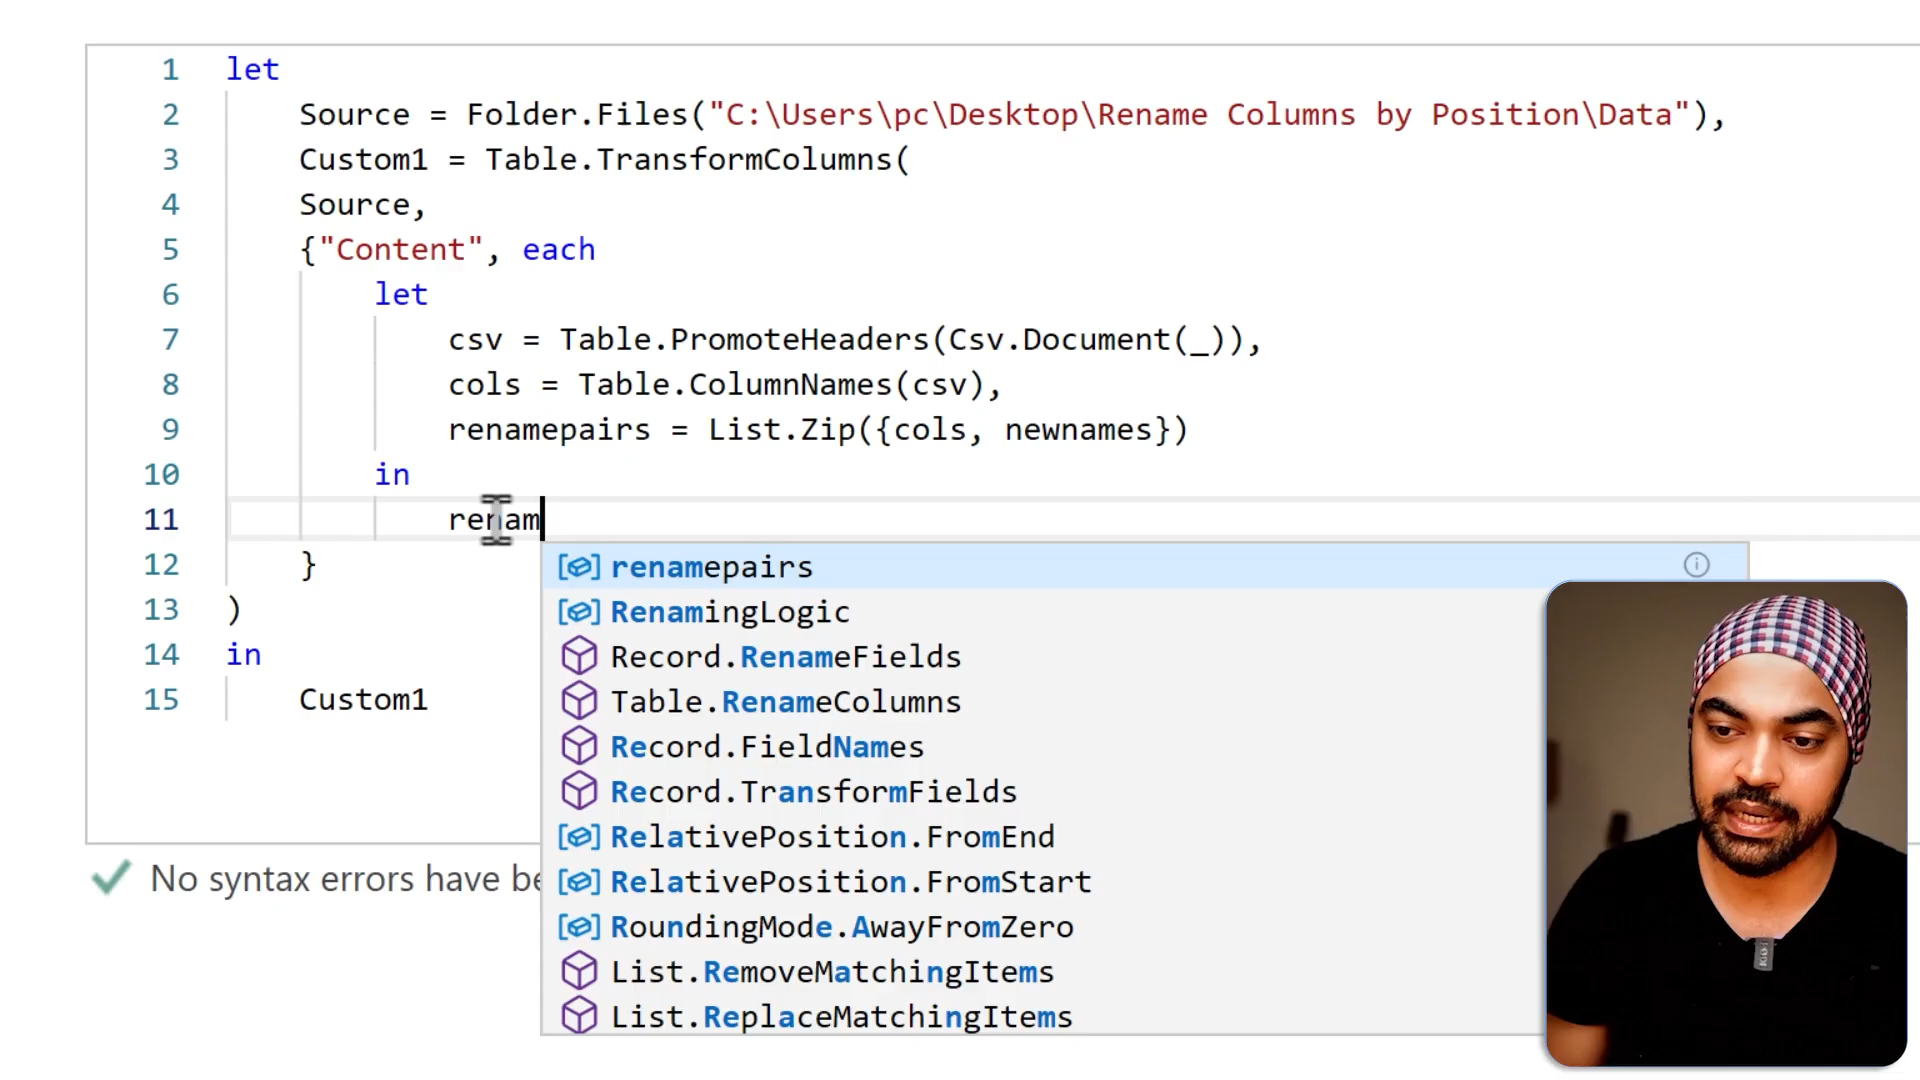 1 let
2 Source = Folder.Files("C:\Users\pc\Desktop\Rename Columns by Position\Data"),
3 Custom1 = Table.TransformColumns(
4 Source,
5 {"Content", each
6 let
7 csv = Table.PromoteHeaders(Csv.Document(_)),
8 cols = Table.ColumnNames(csv),
9 renamepairs = List.Zip({cols, newnames})
10 in
11 renam
12 }
13 )
14 in
15 Custom1
renamepairs
RenamingLogic
Record.RenameFields
Table.RenameColumns
Record.FieldNames
Record.TransformFields
RelativePosition.FromEnd
RelativePosition.FromStart
RoundingMode.AwayFromZero
List.RemoveMatchingItems
List.ReplaceMatchingItems
No syntax errors have be